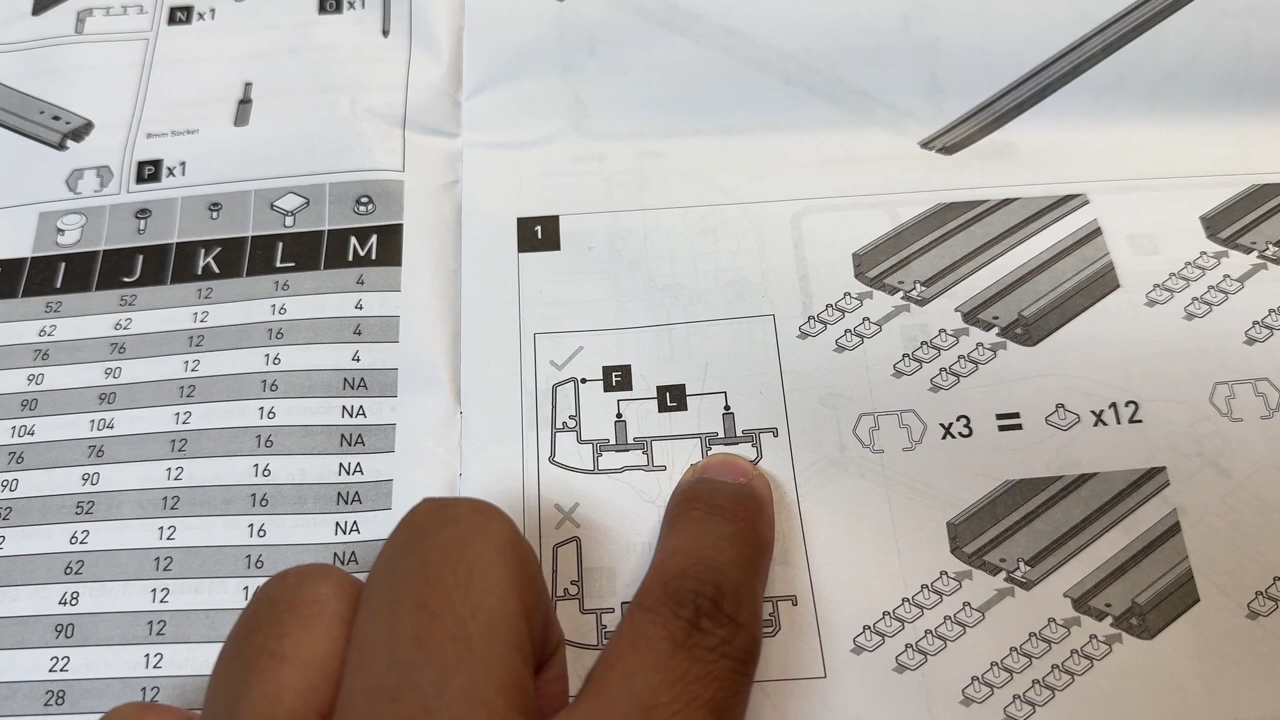 N x1
O x1
8mm Socket
P x1
I J K L M
52 52 12 16 4
62 62 12 16 4
76 76 12 16 4
90 90 12 16 4
90 90 12 16 NA
104 104 12 16 NA
76 76 12 16 NA
90 90 12 16 NA
52 12 16 NA
62 12 16 NA
62 12 16 NA
48 12
90 12
22 12
28 12
1
F
L
x3 = x12